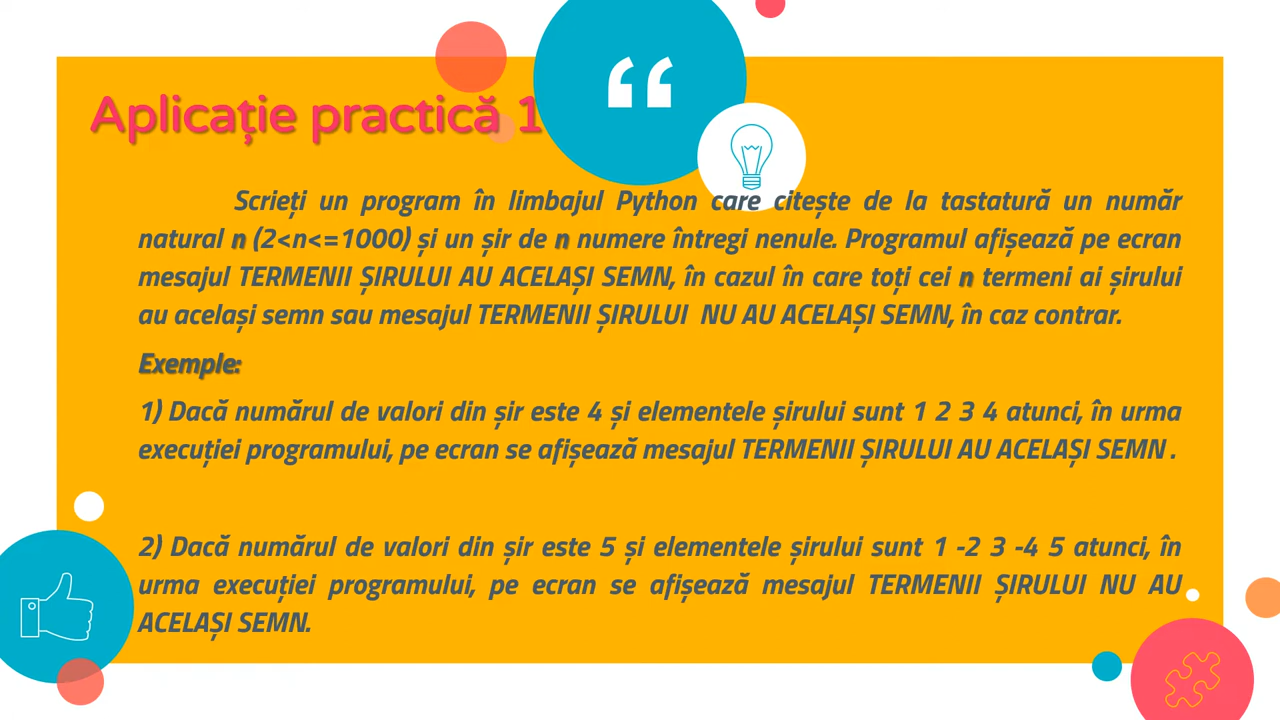 “
Aplicație practică 1
Scrieți un program în limbajul Python care citește de la tastatură un număr
natural n (2<n<=1000) și un șir de n numere întregi nenule. Programul afișează pe ecran
mesajul TERMENII ȘIRULUI AU ACELAȘI SEMN, în cazul în care toți cei n termeni ai șirului
au același semn sau mesajul TERMENII ȘIRULUI NU AU ACELAȘI SEMN, în caz contrar.
Exemple:
1) Dacă numărul de valori din șir este 4 și elementele șirului sunt 1 2 3 4 atunci, în urma
execuției programului, pe ecran se afișează mesajul TERMENII ȘIRULUI AU ACELAȘI SEMN .
2) Dacă numărul de valori din șir este 5 și elementele șirului sunt 1 -2 3 -4 5 atunci, în
urma execuției programului, pe ecran se afișează mesajul TERMENII ȘIRULUI NU AU
ACELAȘI SEMN.